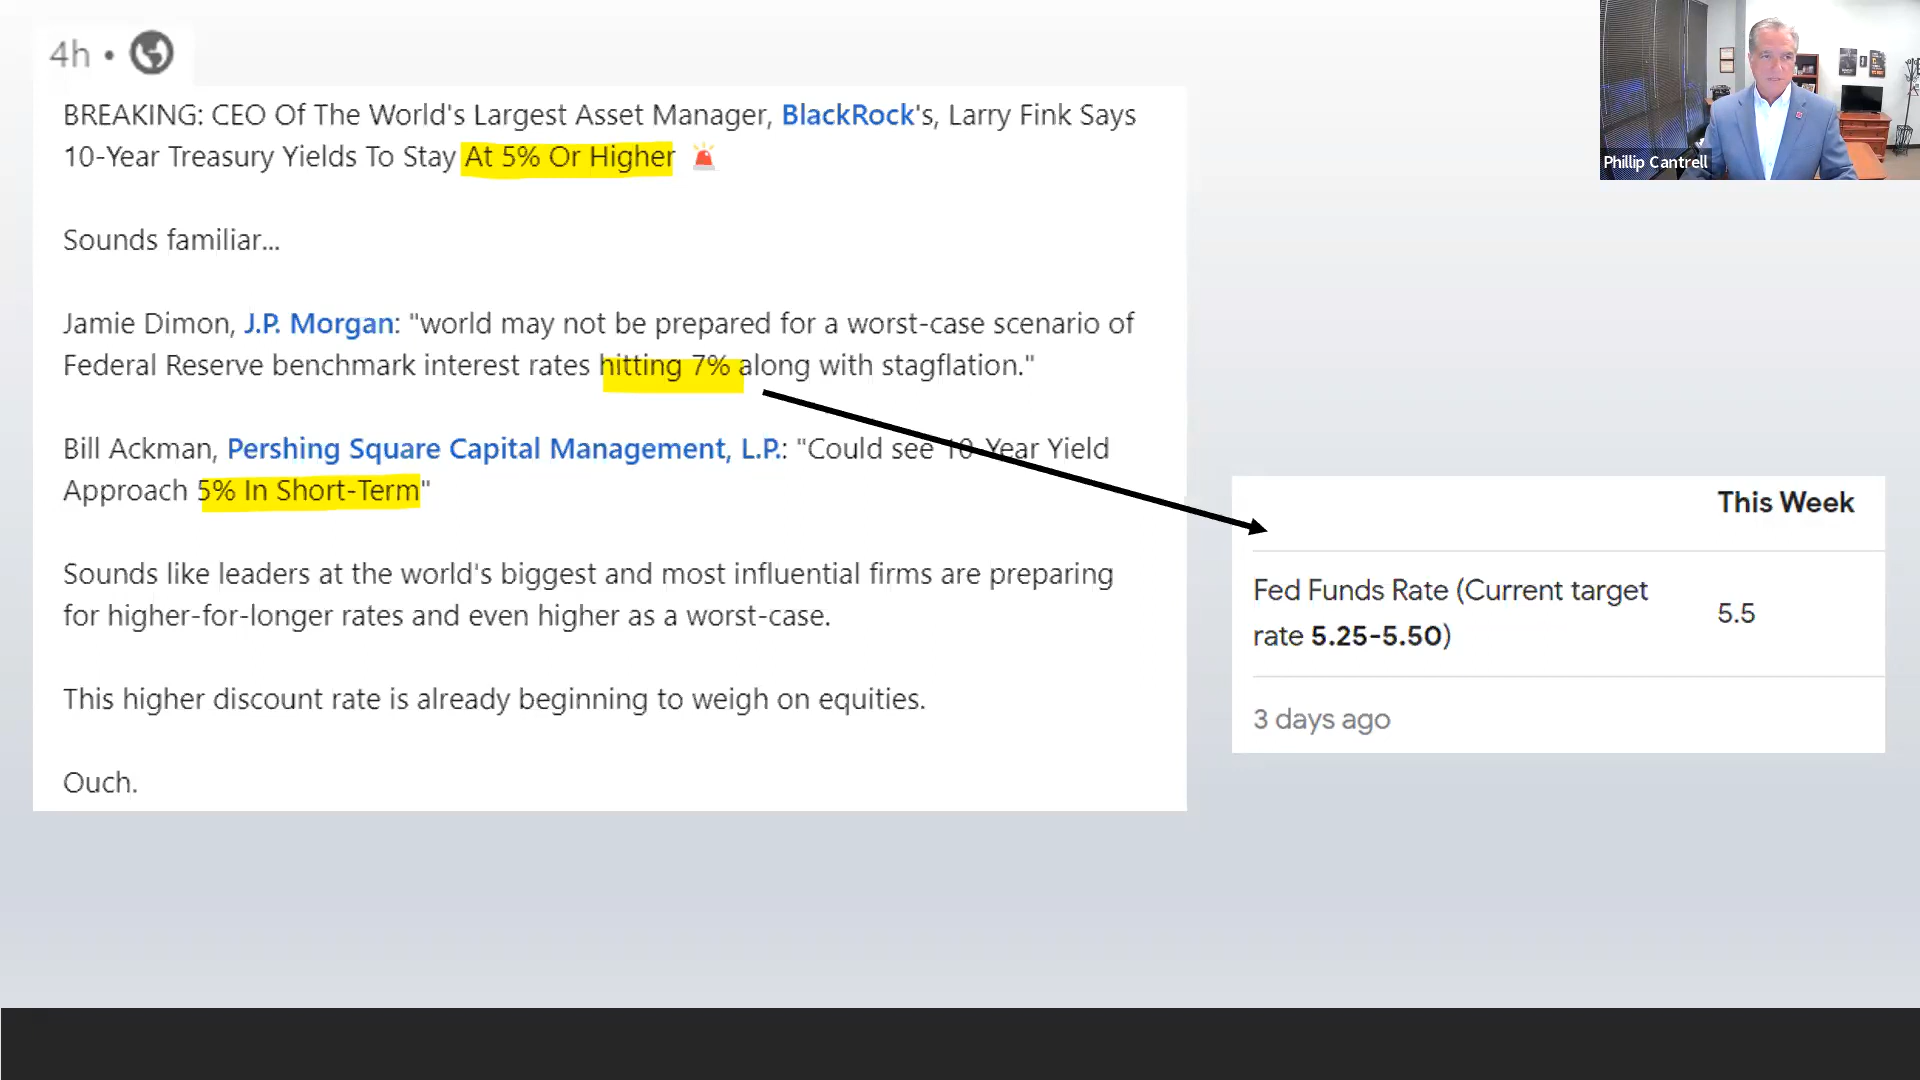 4h •
BREAKING: CEO Of The World's Largest Asset Manager, BlackRock's, Larry Fink Says
10-Year Treasury Yields To Stay At 5% Or Higher 🚨
Sounds familiar...
Jamie Dimon, J.P. Morgan: "world may not be prepared for a worst-case scenario of
Federal Reserve benchmark interest rates hitting 7% along with stagflation."
Bill Ackman, Pershing Square Capital Management, L.P.: "Could see 10-Year Yield
Approach 5% In Short-Term"
Sounds like leaders at the world's biggest and most influential firms are preparing
for higher-for-longer rates and even higher as a worst-case.
This higher discount rate is already beginning to weigh on equities.
Ouch.
Phillip Cantrell
This Week
Fed Funds Rate (Current target
rate 5.25-5.50)
5.5
3 days ago